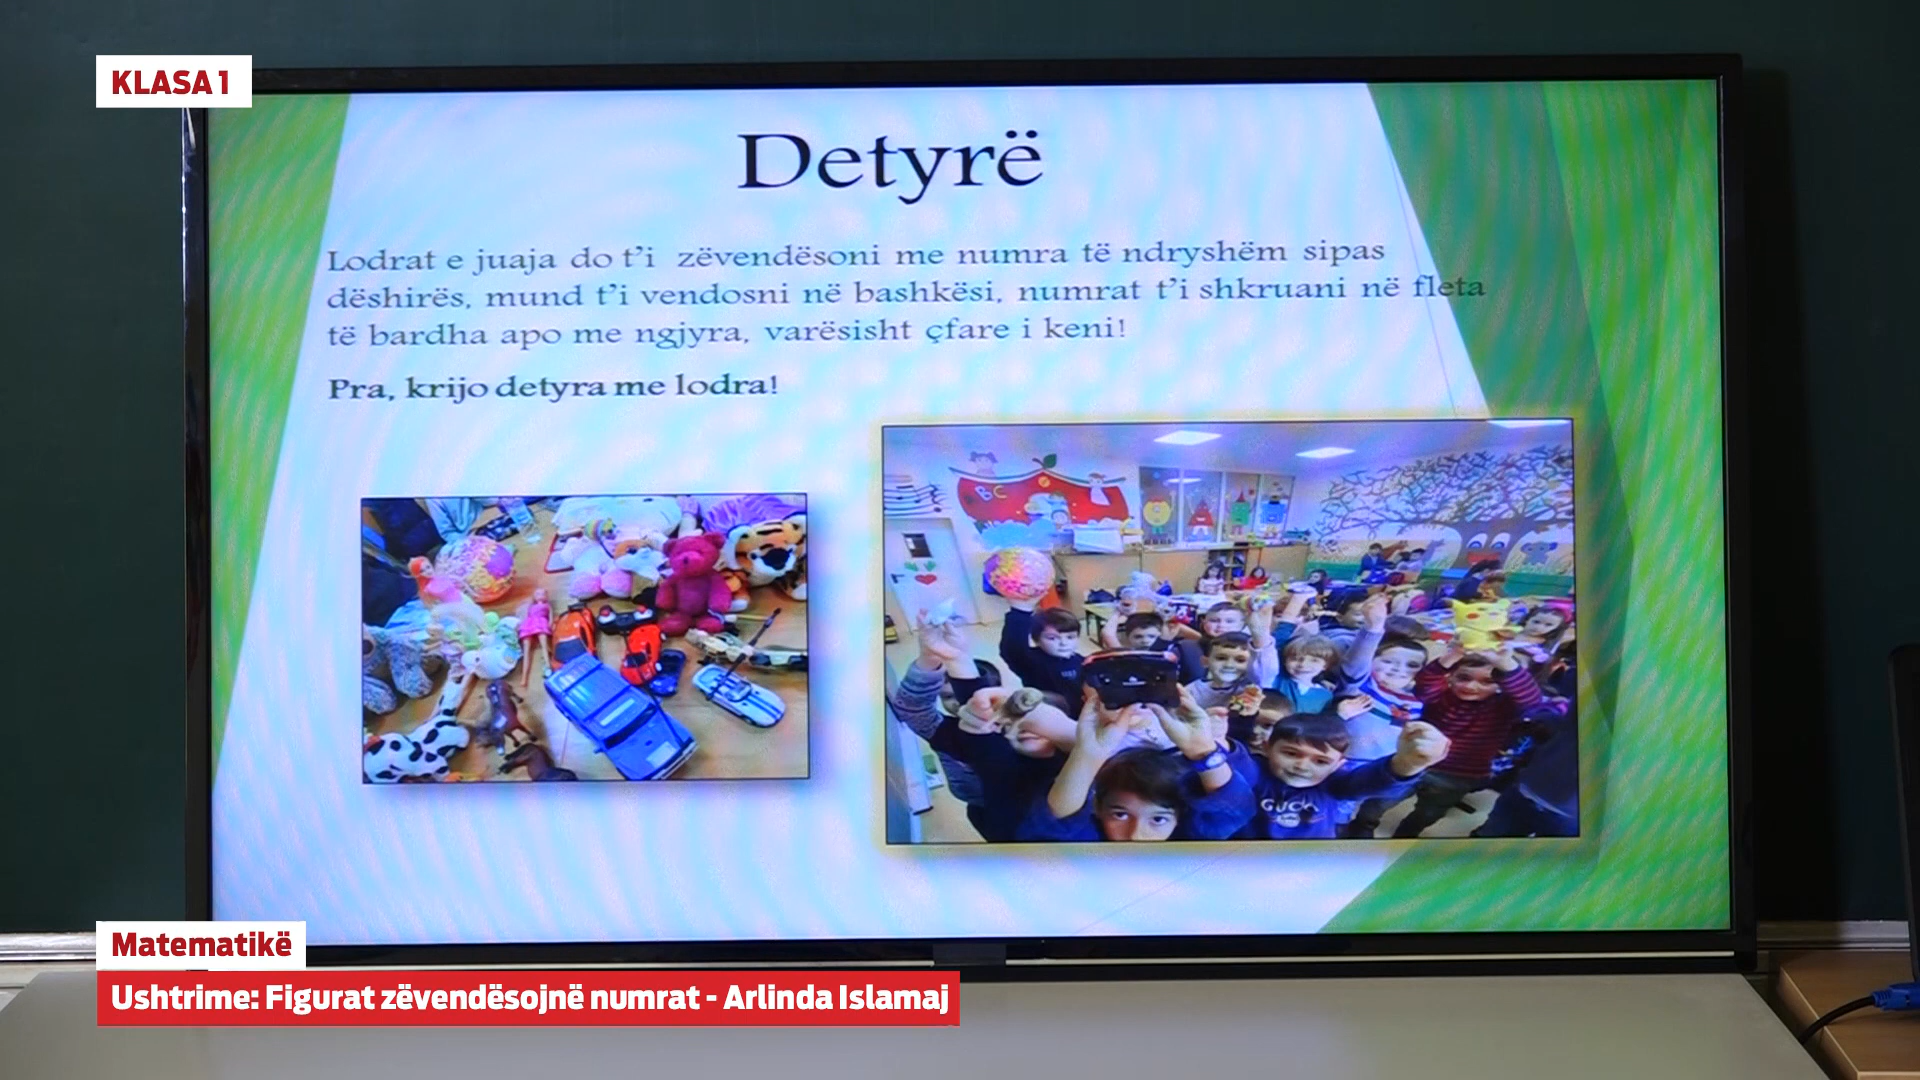 KLASA 1
Detyrë
Lodrat e juaja do t'i zëvendësoni me numra të ndryshëm sipas
dëshirës, mund t'i vendosni në bashkësi, numrat t'i shkruani në fleta
të bardha apo me ngjyra, varësisht çfare i keni!
Pra, krijo detyra me lodra!
BC
GUCCI
Matematikë
Ushtrime: Figurat zëvendësojnë numrat - Arlinda Islamaj